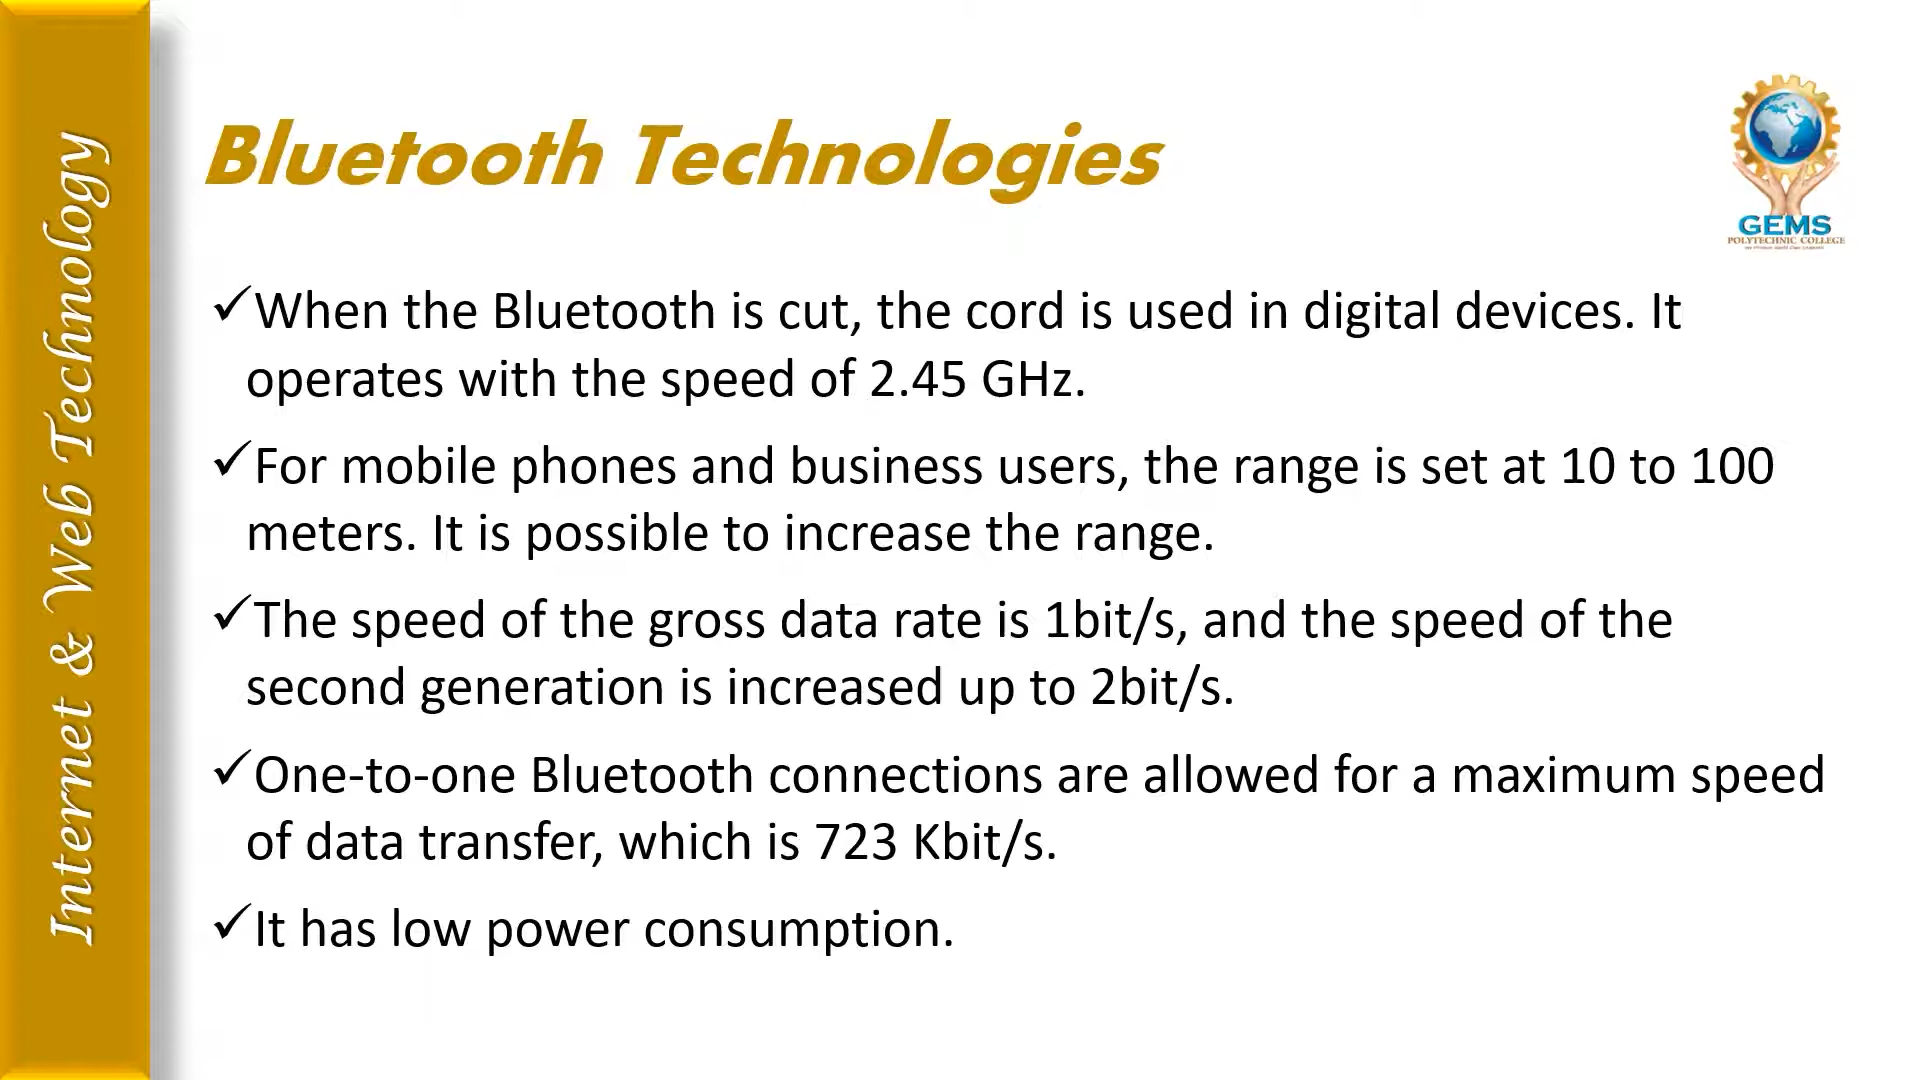 Internet & Web Technology
Bluetooth Technologies
GEMS
POLYTECHNIC COLLEGE
✓When the Bluetooth is cut, the cord is used in digital devices. It
operates with the speed of 2.45 GHz.
✓For mobile phones and business users, the range is set at 10 to 100
meters. It is possible to increase the range.
✓The speed of the gross data rate is 1bit/s, and the speed of the
second generation is increased up to 2bit/s.
✓One-to-one Bluetooth connections are allowed for a maximum speed
of data transfer, which is 723 Kbit/s.
✓It has low power consumption.